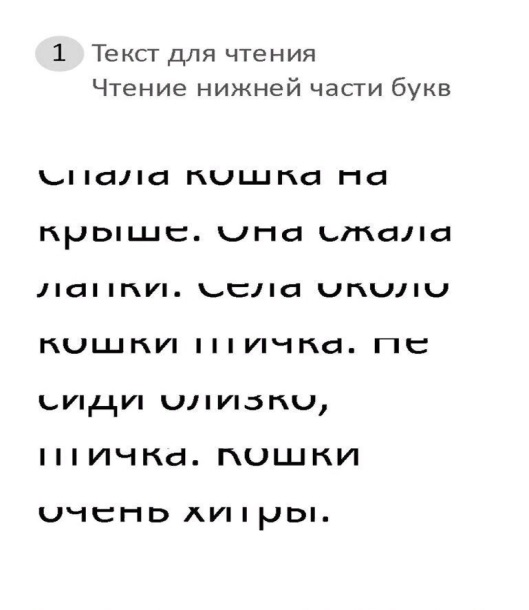 1 Текст для чтения
Чтение нижней части букв
Спала кошка на
крыше. Она сжала
лапки. Села около
кошки птичка. Не
сиди близко,
птичка. Кошки
очень хитры.